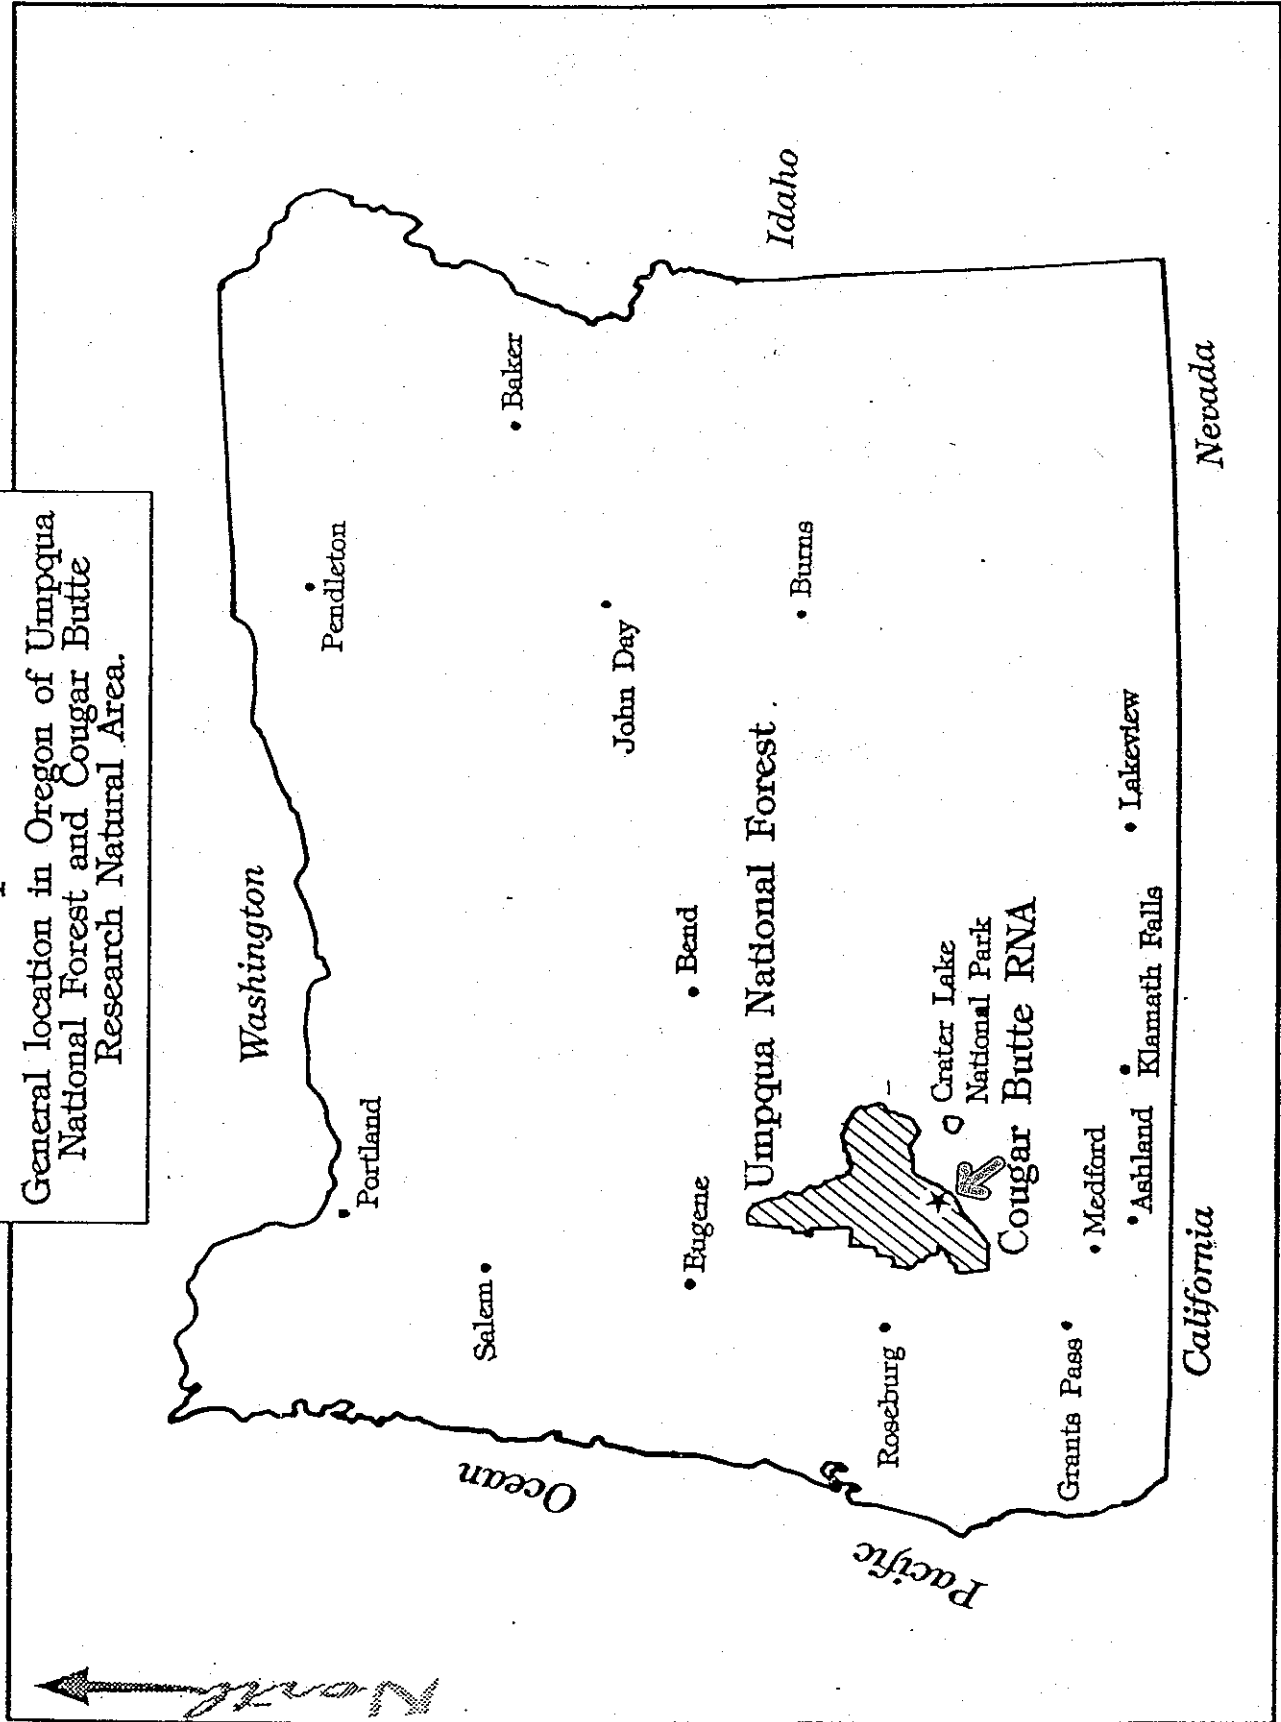 General location in Oregon of Umpqua
National Forest and Cougar Butte
Research Natural Area.
North
Washington
Portland
Pendleton
Salem
Baker
John Day
Idaho
Ocean
Eugene
Bend
Umpqua National Forest
Burns
Pacific
Roseburg
Crater Lake
National Park
Cougar Butte RNA
Grants Pass
Medford
Ashland
Klamath Falls
Lakeview
California
Nevada